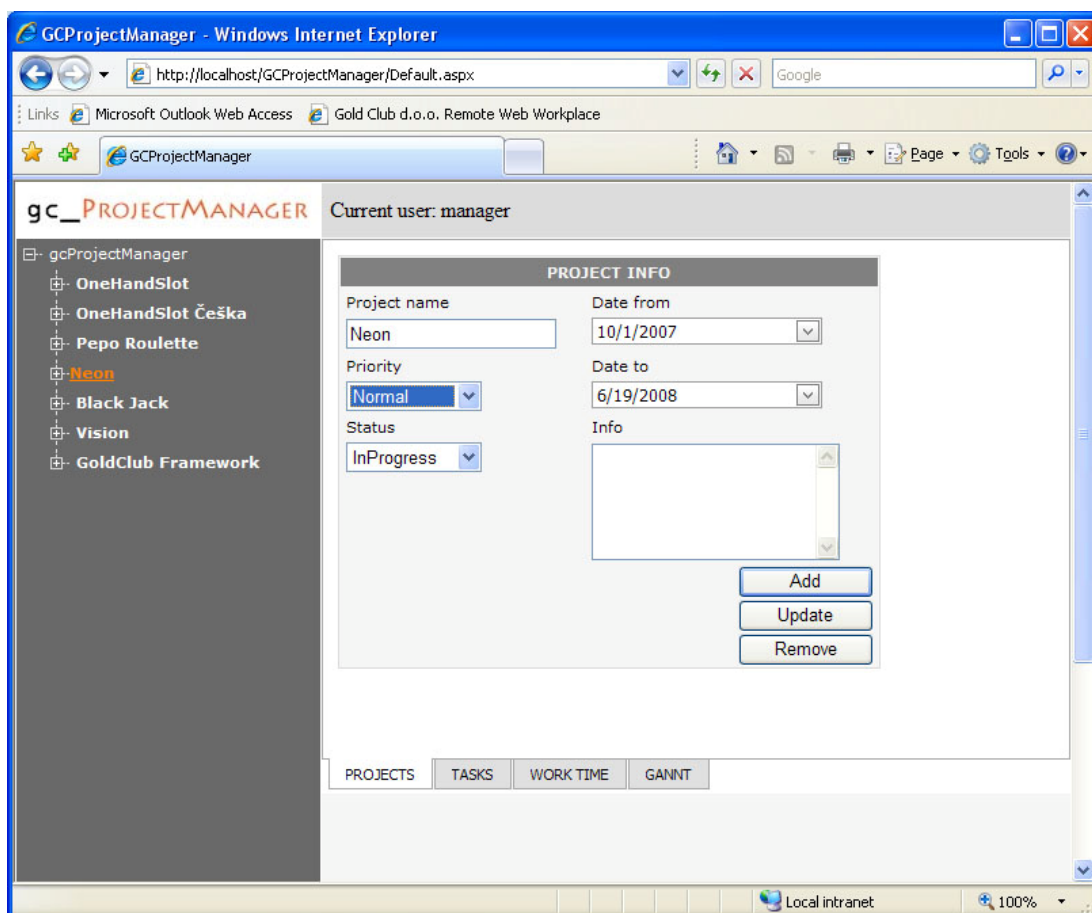 GCProjectManager - Windows Internet Explorer
http://localhost/GCProjectManager/Default.aspx
Google
Links Microsoft Outlook Web Access Gold Club d.o.o. Remote Web Workplace
GCProjectManager
Page Tools
gc_PROJECTMANAGER
Current user: manager
gcProjectManager
OneHandSlot
OneHandSlot Češka
Pepo Roulette
Neon
Black Jack
Vision
GoldClub Framework
PROJECT INFO
Project name
Neon
Date from
10/1/2007
Priority
Normal
Date to
6/19/2008
Status
InProgress
Info
Add
Update
Remove
PROJECTS TASKS WORK TIME GANNT
Local intranet 100%